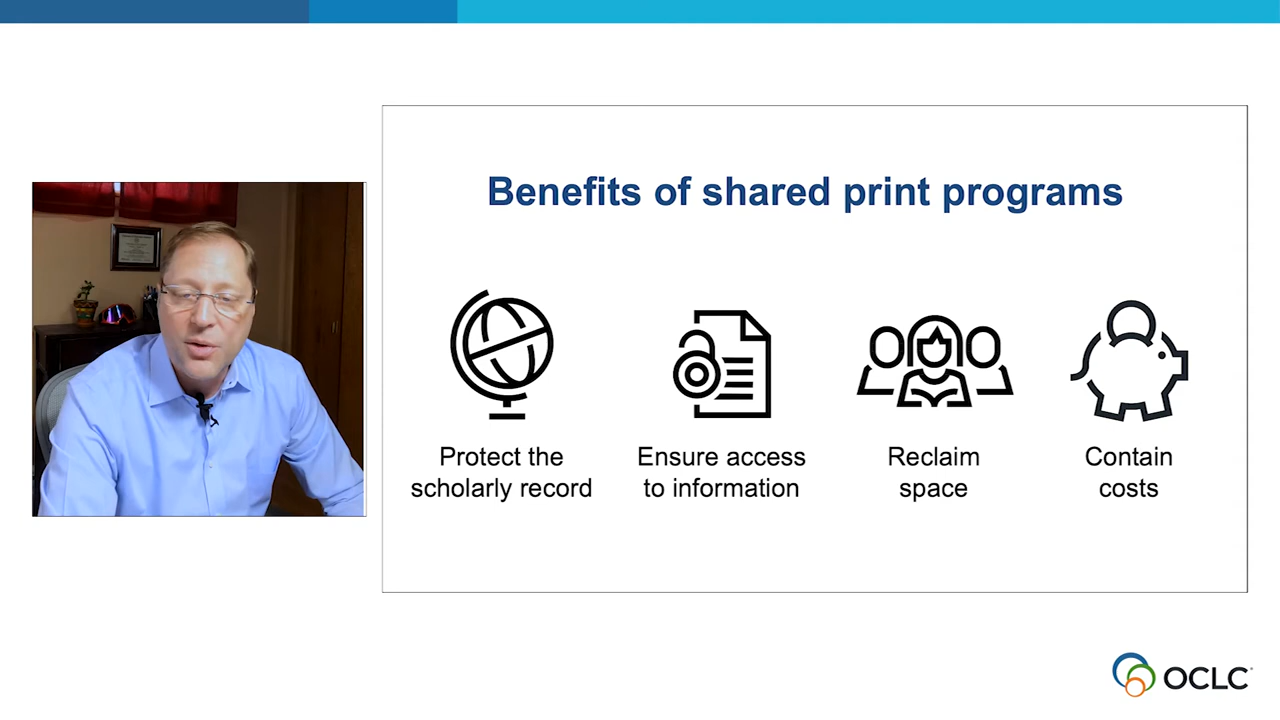 Benefits of shared print programs
Protect the
scholarly record
Ensure access
to information
Reclaim
space
Contain
costs
OCLC